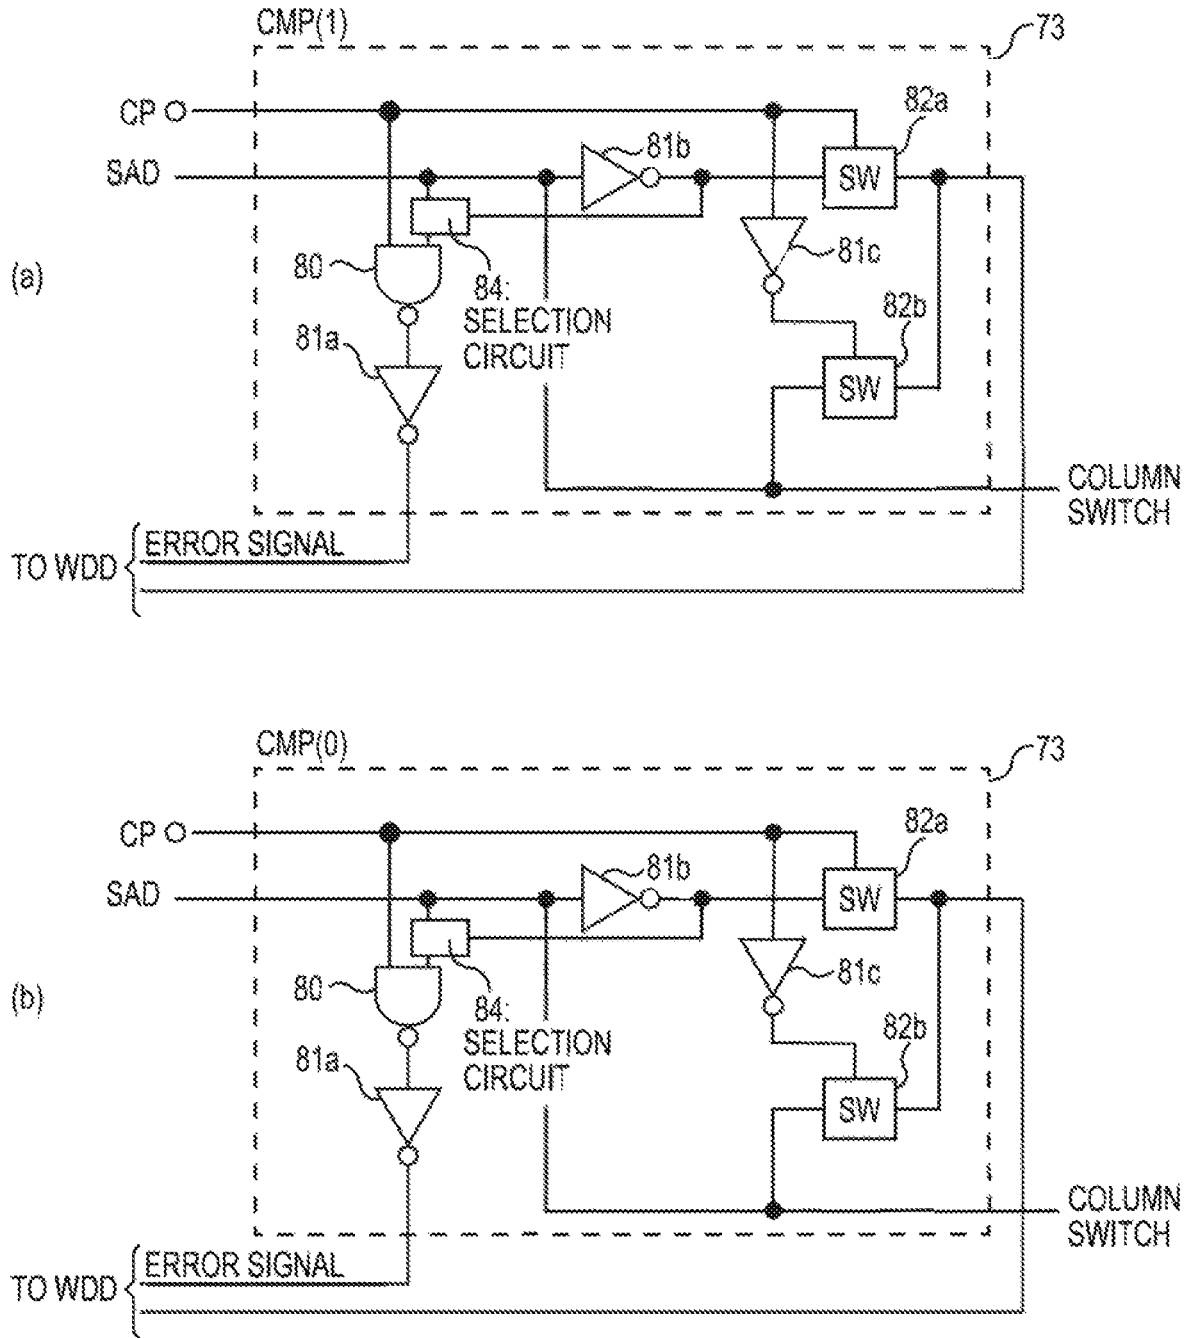 CMP(1)
73
CP
82a
81b
SAD
SW
81c
80
84:
SELECTION
CIRCUIT
82b
(a)
81a
SW
COLUMN
SWITCH
ERROR SIGNAL
TO WDD
CMP(0)
73
CP
82a
81b
SAD
SW
81c
80
84:
SELECTION
CIRCUIT
82b
(b)
81a
SW
COLUMN
SWITCH
ERROR SIGNAL
TO WDD